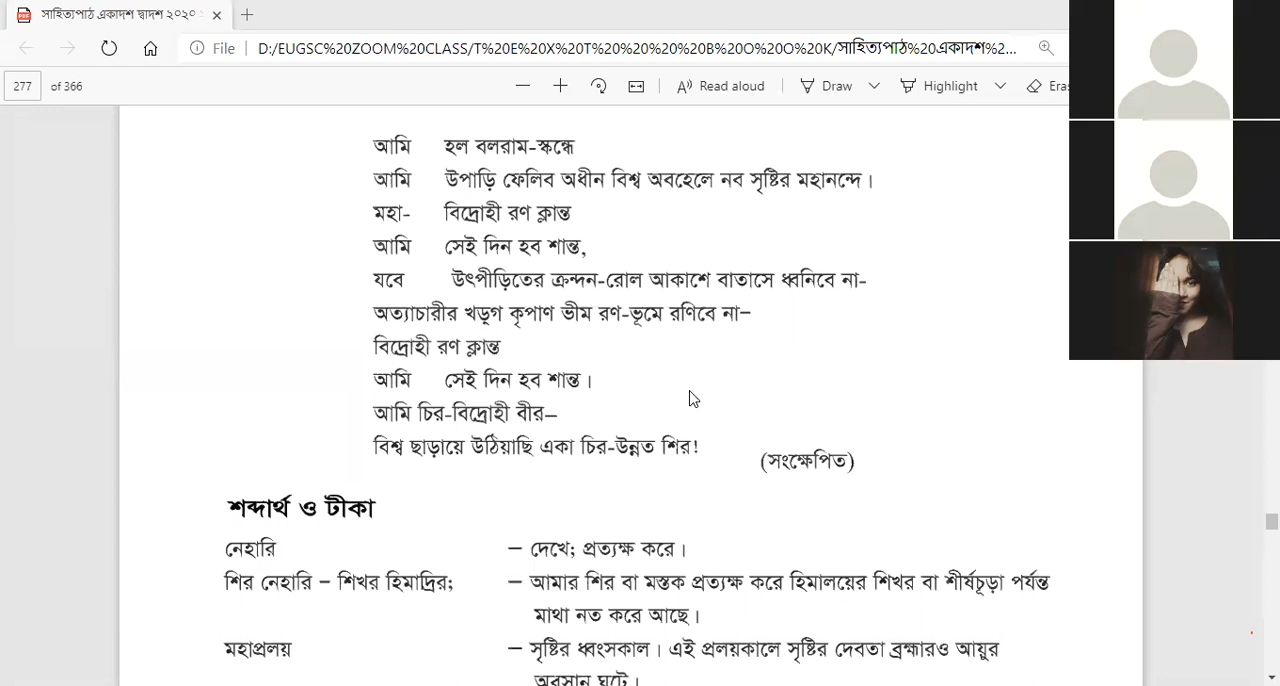 সাহিত্যপাঠ একাদশ দ্বাদশ ২০২০
File D:/EUGSC%20ZOOM%20CLASS/T%20E%20X%20T%20%20%20%20B%20O%20O%20K/সাহিত্যপাঠ%20একাদশ%2...
277 of 366 Read aloud Draw Highlight
আমি হল বলরাম-স্কন্ধে
আমি উপাড়ি ফেলিব অধীন বিশ্ব অবহেলে নব সৃষ্টির মহানন্দে।
মহা- বিদ্রোহী রণ ক্লান্ত
আমি সেই দিন হব শান্ত,
যবে উৎপীড়িতের ক্রন্দন-রোল আকাশে বাতাসে ধ্বনিবে না-
অত্যাচারীর খড়্গ কৃপাণ ভীম রণ-ভূমে রণিবে না–
বিদ্রোহী রণ ক্লান্ত
আমি সেই দিন হব শান্ত।
আমি চির-বিদ্রোহী বীর–
বিশ্ব ছাড়ায়ে উঠিয়াছি একা চির-উন্নত শির!
(সংক্ষেপিত)
শব্দার্থ ও টীকা
নেহারি – দেখে; প্রত্যক্ষ করে।
শির নেহারি – শিখর হিমাদ্রির; – আমার শির বা মস্তক প্রত্যক্ষ করে হিমালয়ের শিখর বা শীর্ষচূড়া পর্যন্ত
মাথা নত করে আছে।
মহাপ্রলয় – সৃষ্টির ধ্বংসকাল। এই প্রলয়কালে সৃষ্টির দেবতা ব্রহ্মারও আয়ুর
অবসান ঘটে।